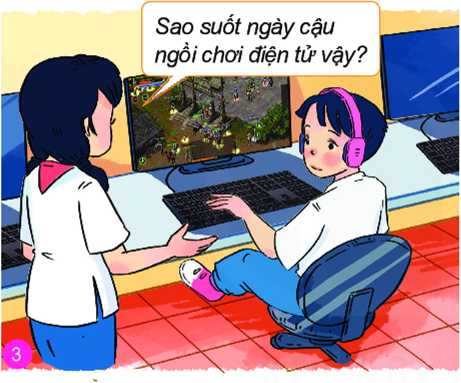 Sao suốt ngày cậu
ngồi chơi điện tử vậy?
3